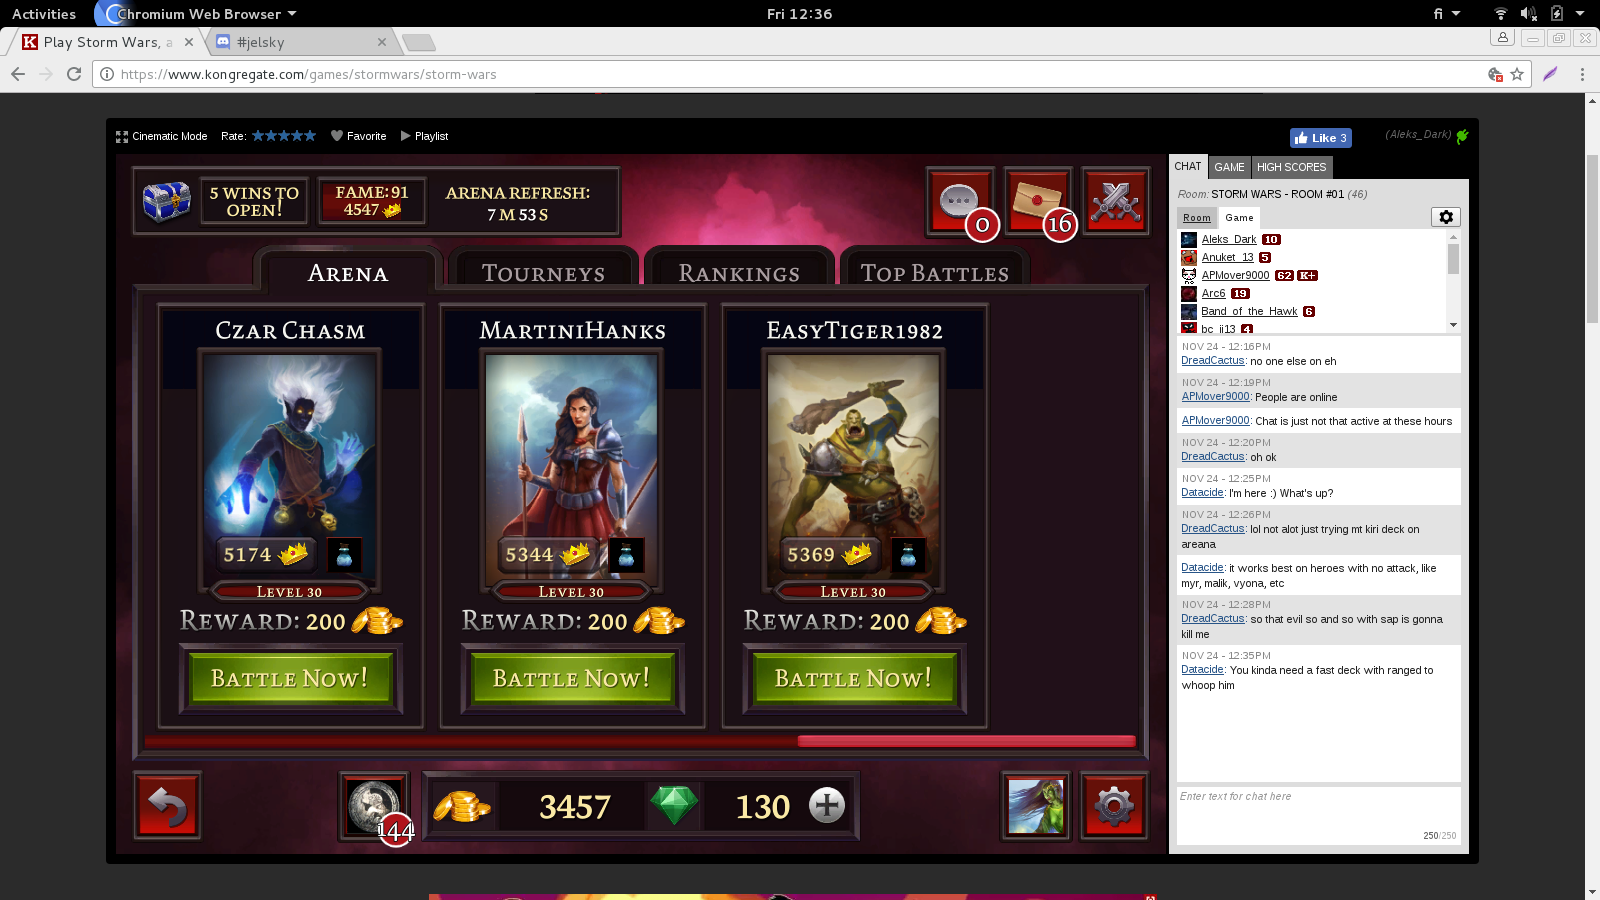 Activities
Chromium Web Browser
Fri 12:36
fi
Play Storm Wars, a
#jelsky
https://www.kongregate.com/games/stormwars/storm-wars
Cinematic Mode
Rate:
Favorite
Playlist
Like 3
(Aleks_Dark)
5 WINS TO
OPEN!
FAME: 91
4547
ARENA REFRESH:
7 M 53 S
0
16
ARENA
TOURNEYS
RANKINGS
TOP BATTLES
CZAR CHASM
5174
LEVEL 30
REWARD: 200
BATTLE NOW!
MARTINIHANKS
5344
LEVEL 30
REWARD: 200
BATTLE NOW!
EASYTIGER1982
5369
LEVEL 30
REWARD: 200
BATTLE NOW!
144
3457
130
CHAT
GAME
HIGH SCORES
Room: STORM WARS - ROOM #01 (46)
Room
Game
Aleks_Dark 10
Anuket_13 5
APMover9000 62 K+
Arc6 19
Band_of_the_Hawk 6
bc_ii13 4
NOV 24 - 12:16PM
DreadCactus: no one else on eh
NOV 24 - 12:19PM
APMover9000: People are online
APMover9000: Chat is just not that active at these hours
NOV 24 - 12:20PM
DreadCactus: oh ok
NOV 24 - 12:25PM
Datacide: I'm here :) What's up?
NOV 24 - 12:26PM
DreadCactus: lol not alot just trying mt kiri deck on
areana
Datacide: it works best on heroes with no attack, like
myr, malik, vyona, etc
NOV 24 - 12:28PM
DreadCactus: so that evil so and so with sap is gonna
kill me
NOV 24 - 12:35PM
Datacide: You kinda need a fast deck with ranged to
whoop him
Enter text for chat here
250/250